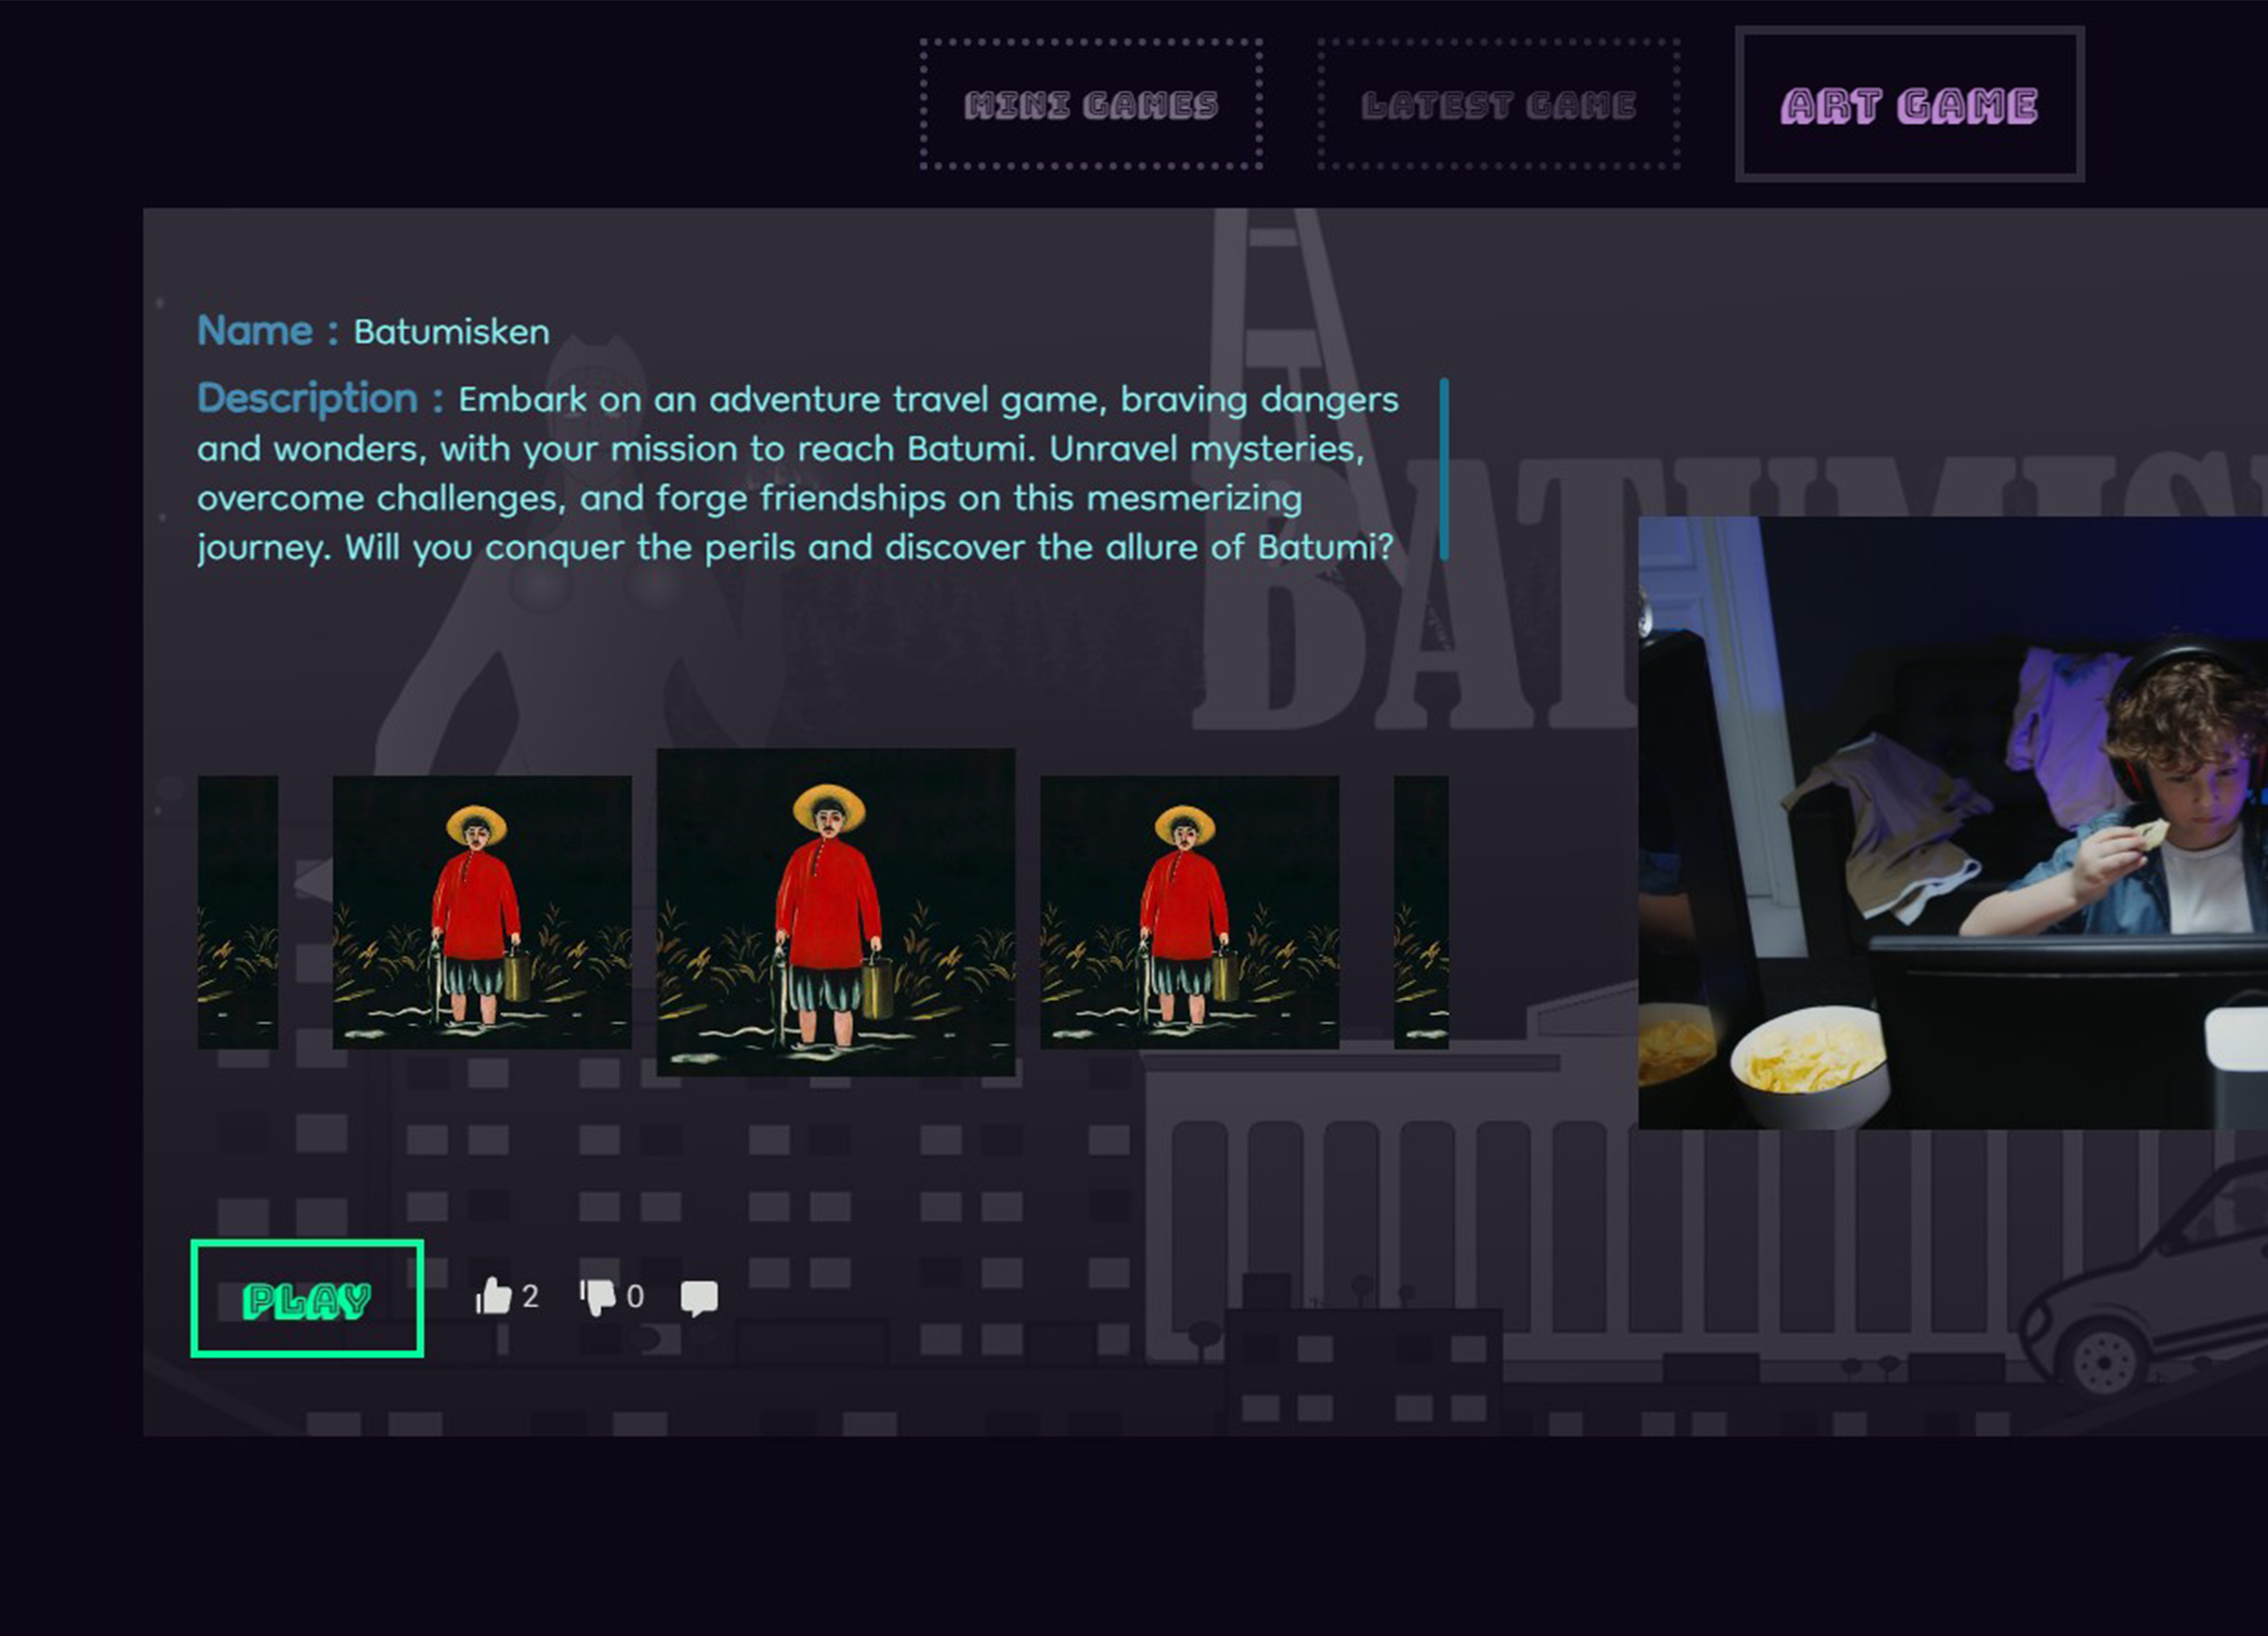 MINI GAMES
LATEST GAME
ART GAME
Name : Batumisken
Description : Embark on an adventure travel game, braving dangers
and wonders, with your mission to reach Batumi. Unravel mysteries,
overcome challenges, and forge friendships on this mesmerizing
journey. Will you conquer the perils and discover the allure of Batumi?
PLAY
2
0